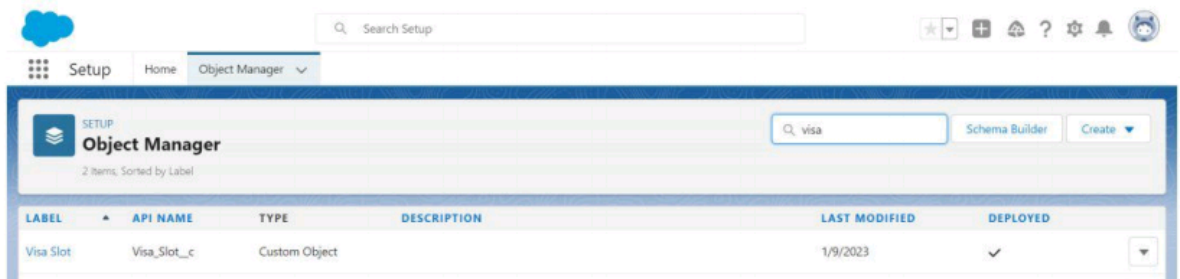 Search Setup
Setup Home Object Manager
SETUP
Object Manager
2 Items, Sorted by Label
visa Schema Builder Create
LABEL API NAME TYPE DESCRIPTION LAST MODIFIED DEPLOYED
Visa Slot Visa_Slot__c Custom Object 1/9/2023